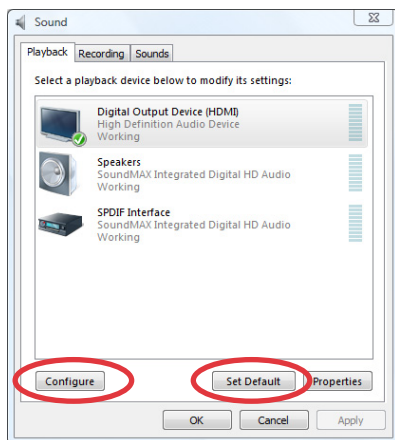 Sound
Playback Recording Sounds
Select a playback device below to modify its settings:
Digital Output Device (HDMI)
High Definition Audio Device
Working
Speakers
SoundMAX Integrated Digital HD Audio
Working
SPDIF Interface
SoundMAX Integrated Digital HD Audio
Working
Configure Set Default Properties
OK Cancel Apply